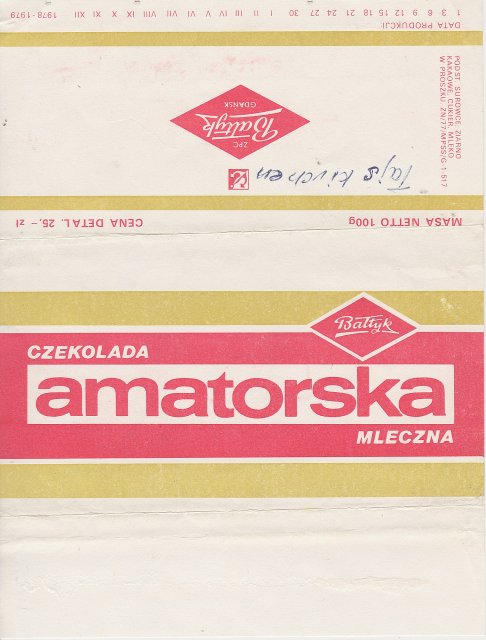 DATA PRODUKCJI:
1 3 6 9 12 15 18 21 24 27 30 I II III IV V VI VII VIII IX X XI XII 1978-1979
PODST. SUROWCE: ZIARNO
KAKAOWE, CUKIER, MLEKO
W PROSZKU. ZN/77-MPSS/G-1-517
ZPC
Bałtyk
GDAŃSK
MASA NETTO 100g
CENA DETAL. 25,- zł
Bałtyk
CZEKOLADA
amatorska
MLECZNA